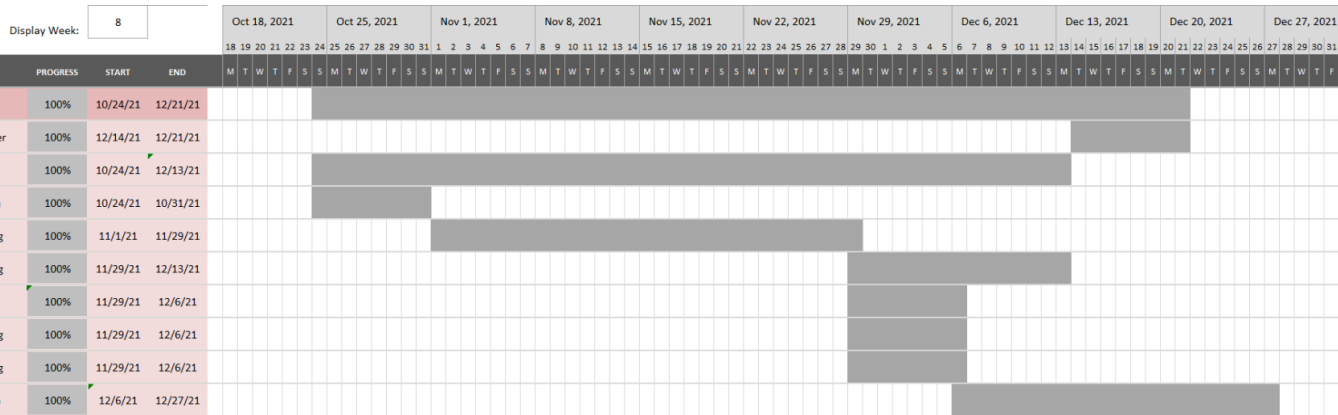 Display Week: 8
Oct 18, 2021 Oct 25, 2021 Nov 1, 2021 Nov 8, 2021 Nov 15, 2021 Nov 22, 2021 Nov 29, 2021 Dec 6, 2021 Dec 13, 2021 Dec 20, 2021 Dec 27, 2021
18 19 20 21 22 23 24 25 26 27 28 29 30 31 1 2 3 4 5 6 7 8 9 10 11 12 13 14 15 16 17 18 19 20 21 22 23 24 25 26 27 28 29 30 1 2 3 4 5 6 7 8 9 10 11 12 13 14 15 16 17 18 19 20 21 22 23 24 25 26 27 28 29 30 31
PROGRESS START END M T W T F S S M T W T F S S M T W T F S S M T W T F S S M T W T F S S M T W T F S S M T W T F S S M T W T F S S M T W T F S S M T W T F S S M T W T F
100% 10/24/21 12/21/21
er 100% 12/14/21 12/21/21
100% 10/24/21 12/13/21
100% 10/24/21 10/31/21
g 100% 11/1/21 11/29/21
g 100% 11/29/21 12/13/21
100% 11/29/21 12/6/21
g 100% 11/29/21 12/6/21
g 100% 11/29/21 12/6/21
100% 12/6/21 12/27/21